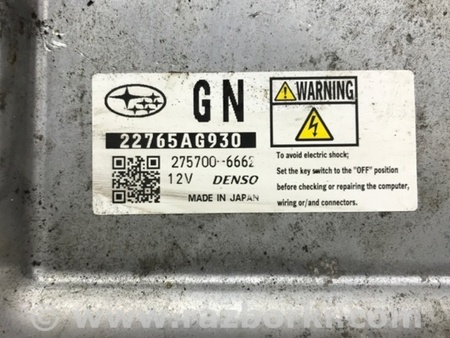 GN
22765AG930
275700-6662
12V DENSO
MADE IN JAPAN
WARNING
To avoid electric shock;
Set the key switch to the "OFF" position
before checking or repairing the computer,
wiring or/and connectors.
www.razborki.com